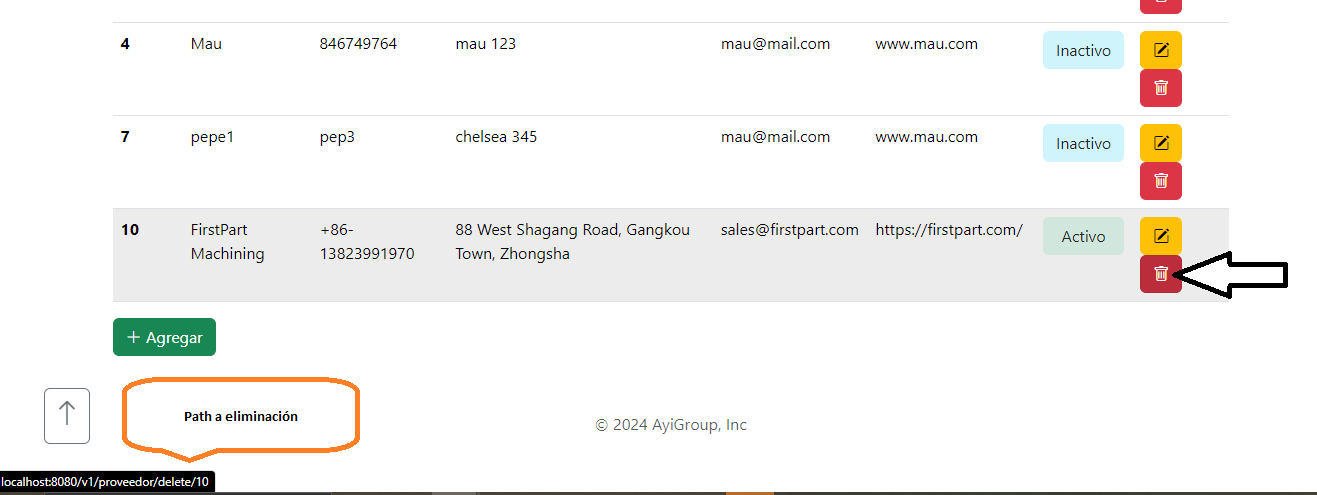 4 Mau 846749764 mau 123 mau@mail.com www.mau.com Inactivo
7 pepe1 pep3 chelsea 345 mau@mail.com www.mau.com Inactivo
10 FirstPart +86- 88 West Shagang Road, Gangkou sales@firstpart.com https://firstpart.com/ Activo
Machining 13823991970 Town, Zhongsha
+ Agregar
Path a eliminación
© 2024 AyiGroup, Inc
localhost:8080/v1/proveedor/delete/10